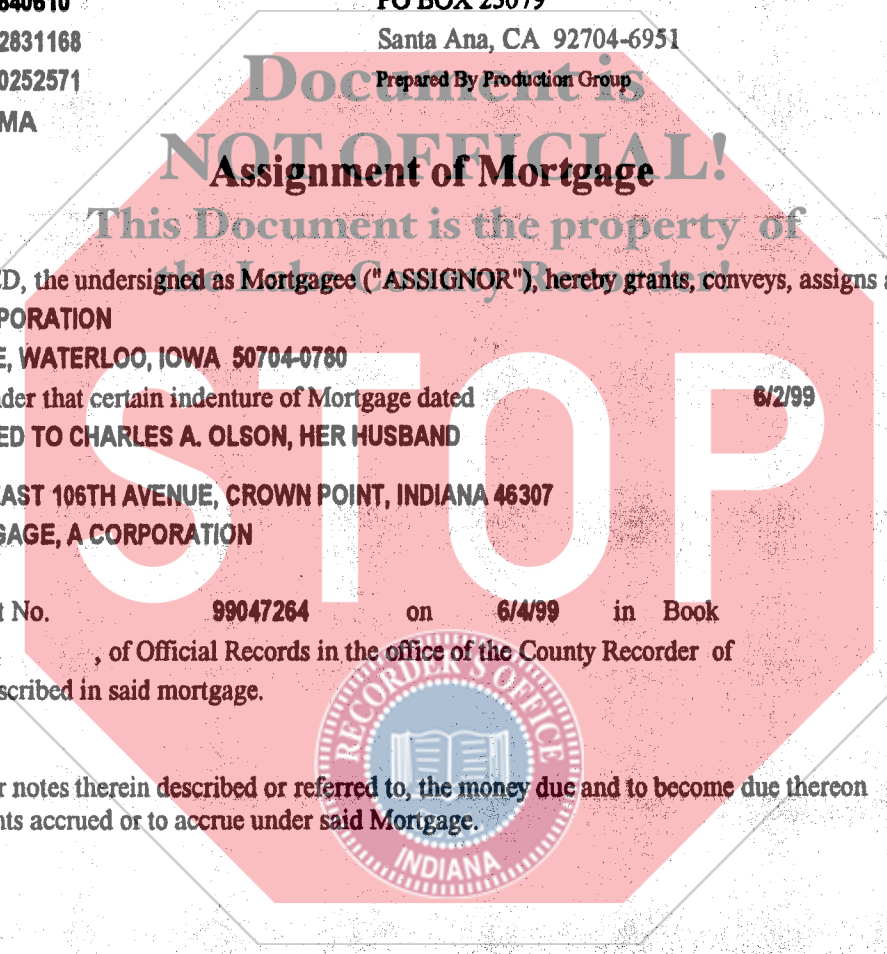 840610
PO BOX 25079
2831168
Santa Ana, CA 92704-6951
0252571
Prepared By Production Group
MA
Document is
NOT OFFICIAL!
Assignment of Mortgage
This Document is the property of
the Lake County Recorder!
ED, the undersigned as Mortgagee ("ASSIGNOR"), hereby grants, conveys, assigns a
PORATION
E, WATERLOO, IOWA 50704-0780
der that certain indenture of Mortgage dated 6/2/99
ED TO CHARLES A. OLSON, HER HUSBAND
EAST 106TH AVENUE, CROWN POINT, INDIANA 46307
GAGE, A CORPORATION
STOP
t No. 99047264 on 6/4/99 in Book
, of Official Records in the office of the County Recorder of
scribed in said mortgage.
RECORDER'S OFFICE
r notes therein described or referred to, the money due and to become due thereon
nts accrued or to accrue under said Mortgage.
INDIANA